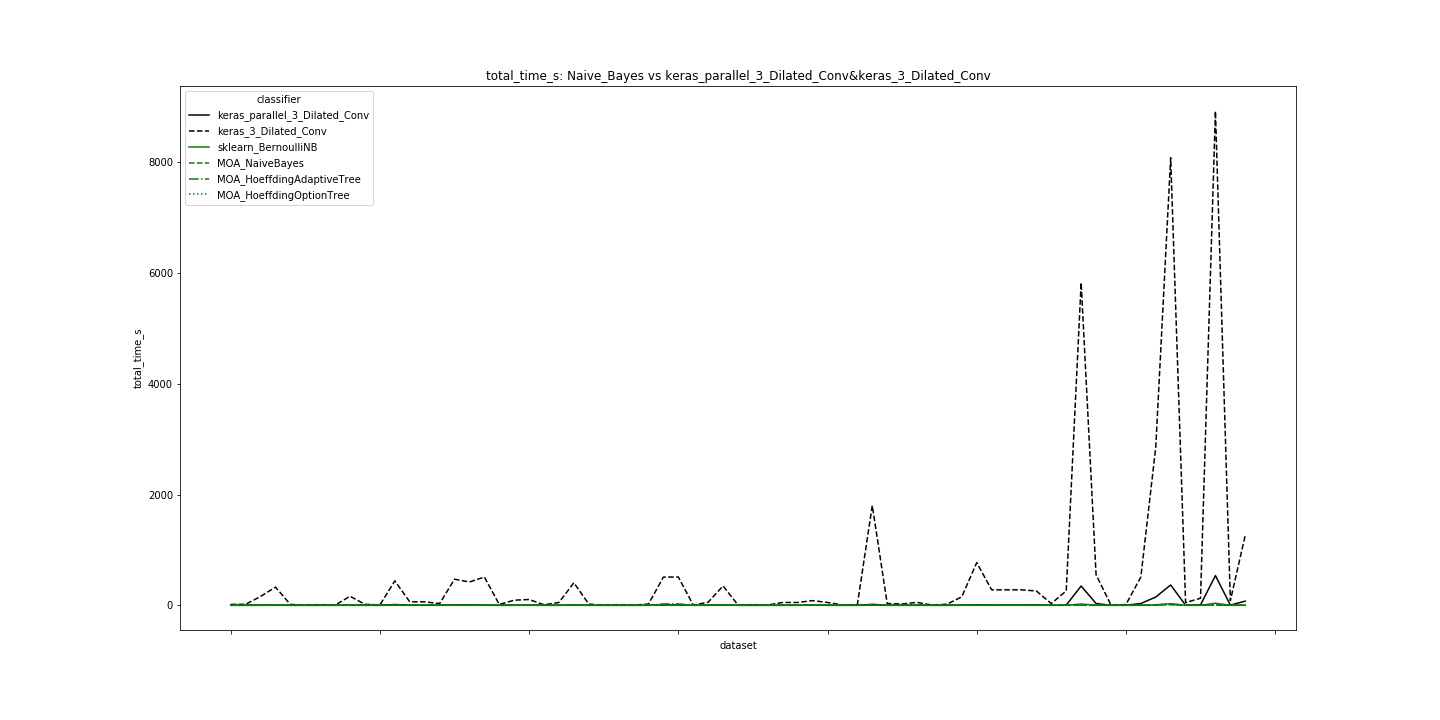 total_time_s: Naive_Bayes vs keras_parallel_3_Dilated_Conv&keras_3_Dilated_Conv
classifier
keras_parallel_3_Dilated_Conv
keras_3_Dilated_Conv
sklearn_BernoulliNB
MOA_NaiveBayes
MOA_HoeffdingAdaptiveTree
MOA_HoeffdingOptionTree
8000
6000
total_time_s
4000
2000
0
dataset